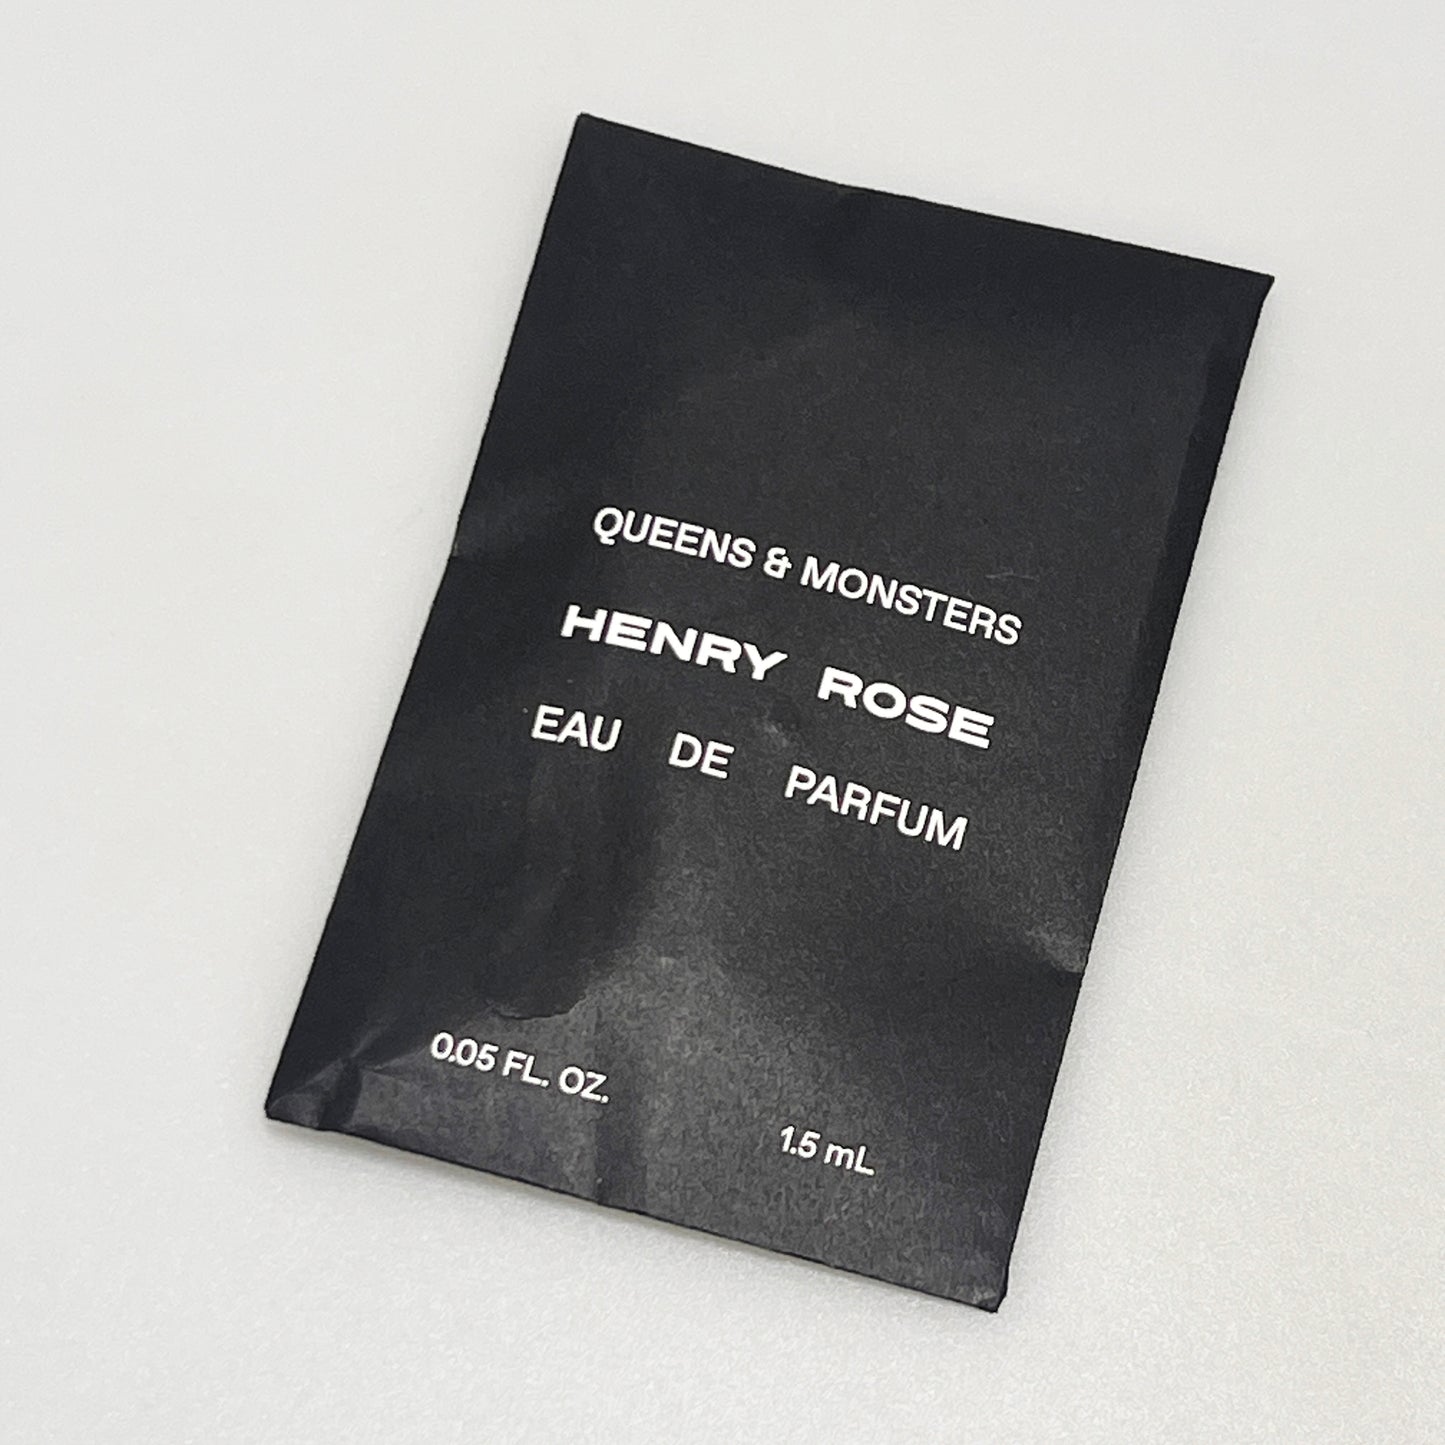 QUEENS & MONSTERS
HENRY ROSE
EAU DE PARFUM
0.05 FL. OZ.
1.5 mL